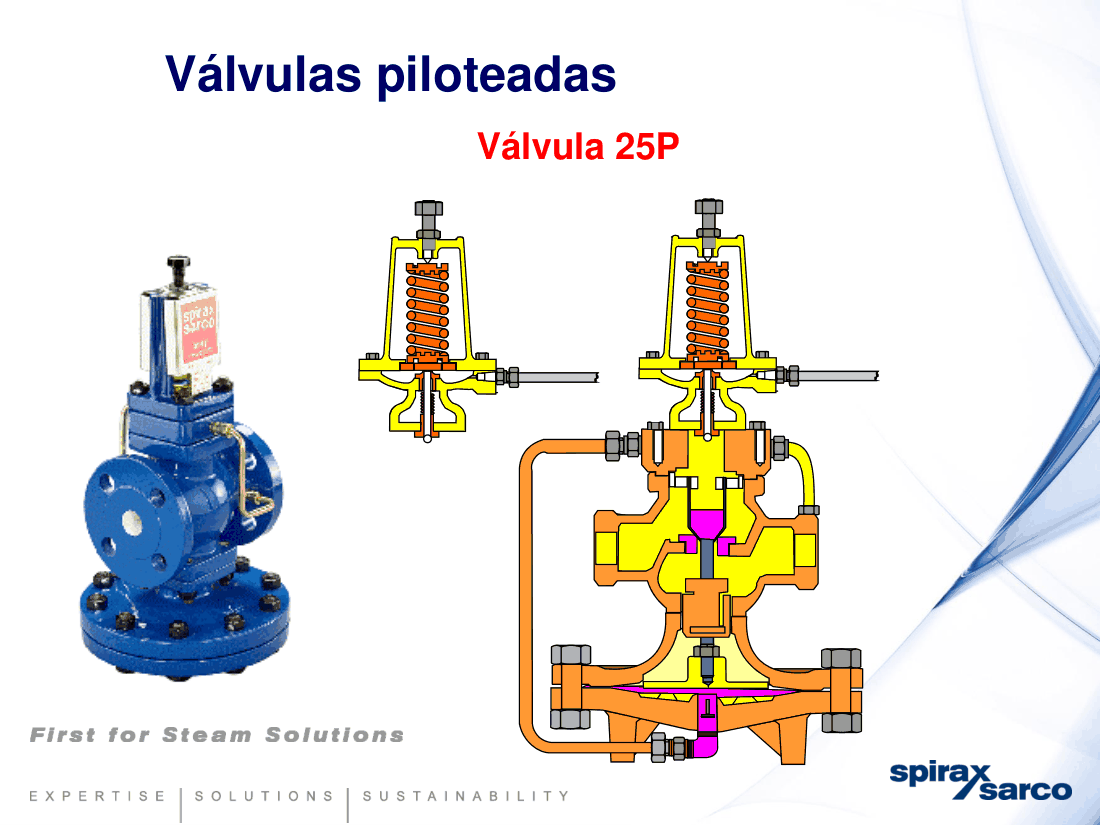 Válvulas piloteadas
Válvula 25P
spirax
sarco
First for Steam Solutions
EXPERTISE
SOLUTIONS
SUSTAINABILITY
spirax
sarco